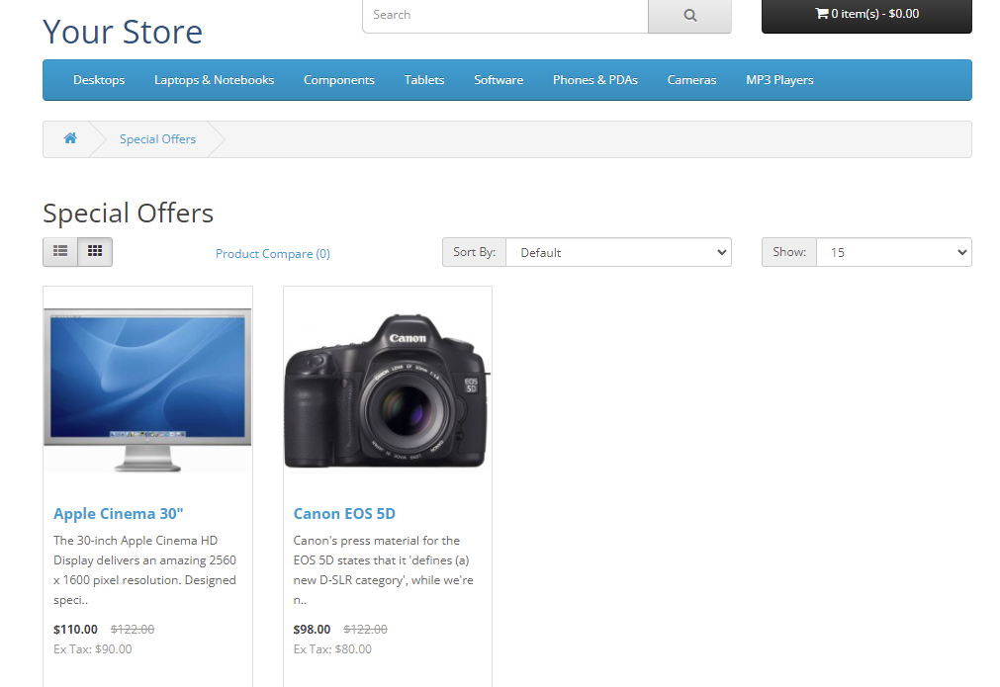 Your Store
Search
0 item(s) - $0.00
Desktops
Laptops & Notebooks
Components
Tablets
Software
Phones & PDAs
Cameras
MP3 Players
Special Offers
Special Offers
Product Compare (0)
Sort By:
Default
Show:
15
Canon
EOS
5D
Apple Cinema 30"
The 30-inch Apple Cinema HD
Display delivers an amazing 2560
x 1600 pixel resolution. Designed
speci..
$110.00 $122.00
Ex Tax: $90.00
Canon EOS 5D
Canon's press material for the
EOS 5D states that it 'defines (a)
new D-SLR category', while we're
n..
$98.00 $122.00
Ex Tax: $80.00